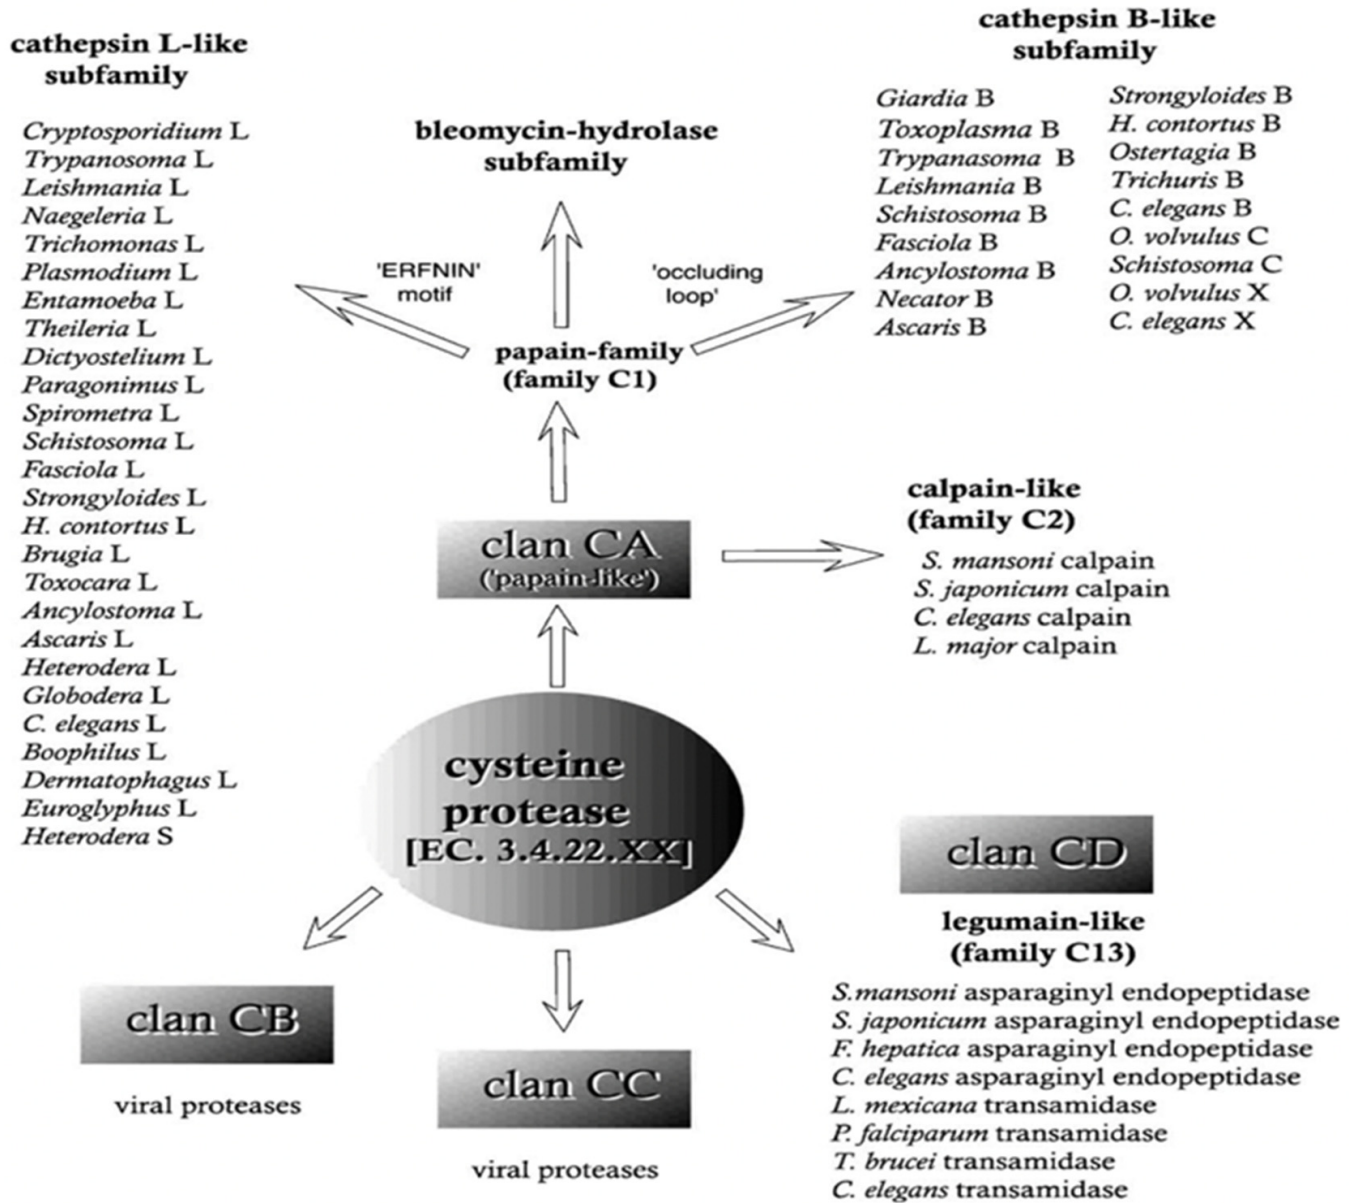 cathepsin L-like
subfamily
Cryptosporidium L
Trypanosoma L
Leishmania L
Naegeleria L
Trichomonas L
Plasmodium L
Entamoeba L
Theileria L
Dictyostelium L
Paragonimus L
Spirometra L
Schistosoma L
Fasciola L
Strongyloides L
H. contortus L
Brugia L
Toxocara L
Ancylostoma L
Ascaris L
Heterodera L
Globodera L
C. elegans L
Boophilus L
Dermatophagus L
Euroglyphus L
Heterodera S
bleomycin-hydrolase
subfamily
'ERFNIN'
motif
'occluding
loop'
papain-family
(family C1)
cathepsin B-like
subfamily
Giardia B
Toxoplasma B
Trypanasoma B
Leishmania B
Schistosoma B
Fasciola B
Ancylostoma B
Necator B
Ascaris B
Strongyloides B
H. contortus B
Ostertagia B
Trichuris B
C. elegans B
O. volvulus C
Schistosoma C
O. volvulus X
C. elegans X
clan CA
('papain-like')
calpain-like
(family C2)
S. mansoni calpain
S. japonicum calpain
C. elegans calpain
L. major calpain
cysteine
protease
[EC. 3.4.22.XX]
clan CB
viral proteases
clan CC
viral proteases
clan CD
legumain-like
(family C13)
S.mansoni asparaginyl endopeptidase
S. japonicum asparaginyl endopeptidase
F. hepatica asparaginyl endopeptidase
C. elegans asparaginyl endopeptidase
L. mexicana transamidase
P. falciparum transamidase
T. brucei transamidase
C. elegans transamidase